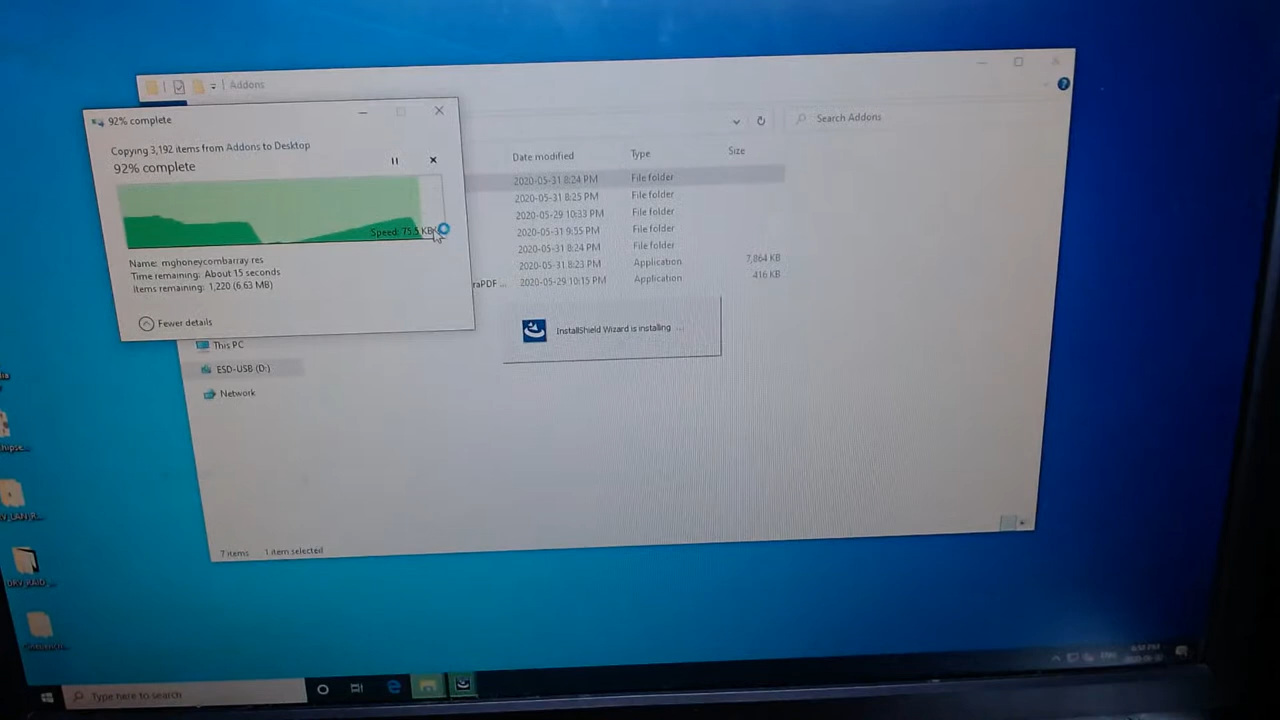 Addons
92% complete
Copying 3,192 items from Addons to Desktop
92% complete
Speed: 75.5 KB/
Name: mghoneycombarray res
Time remaining: About 15 seconds
Items remaining: 1,220 (6.63 MB)
Fewer details
Search Addons
Date modified Type Size
2020-05-31 8:24 PM File folder
2020-05-31 8:25 PM File folder
2020-05-29 10:33 PM File folder
2020-05-31 9:55 PM File folder
2020-05-31 8:24 PM File folder
2020-05-31 8:23 PM Application 7,864 KB
raPDF ... 2020-05-29 10:15 PM Application 416 KB
InstallShield Wizard is installing ...
This PC
ESD-USB (D:)
Network
7 items 1 item selected
Type here to search